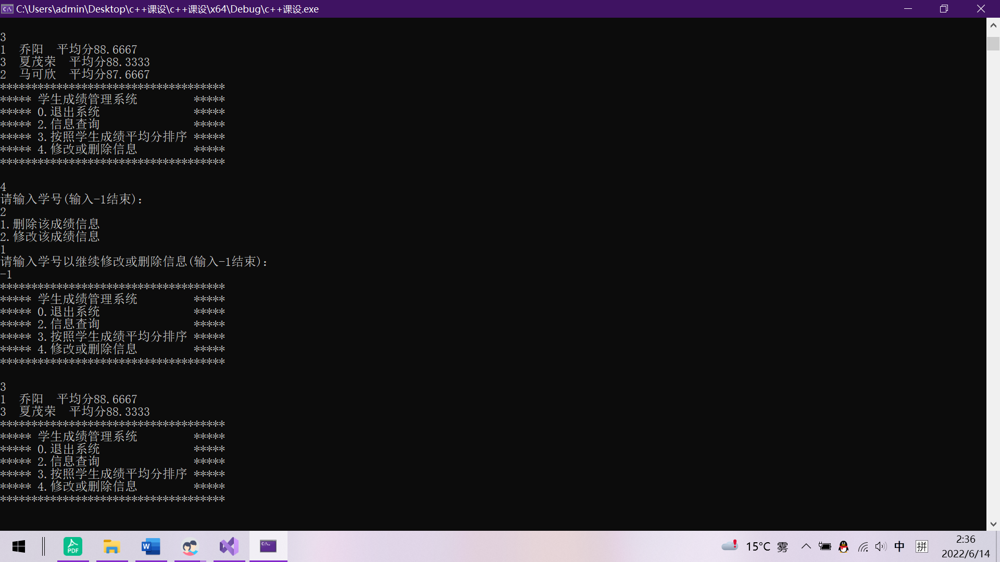 C:\Users\admin\Desktop\c++课设\c++课设\x64\Debug\c++课设.exe
3
1  乔阳  平均分88.6667
3  夏茂荣  平均分88.3333
2  马可欣  平均分87.6667
************************************
***** 学生成绩管理系统         *****
***** 0.退出系统               *****
***** 2.信息查询               *****
***** 3.按照学生成绩平均分排序 *****
***** 4.修改或删除信息         *****
************************************
4
请输入学号(输入-1结束):
2
1.删除该成绩信息
2.修改该成绩信息
1
请输入学号以继续修改或删除信息(输入-1结束):
-1
************************************
***** 学生成绩管理系统         *****
***** 0.退出系统               *****
***** 2.信息查询               *****
***** 3.按照学生成绩平均分排序 *****
***** 4.修改或删除信息         *****
************************************
3
1  乔阳  平均分88.6667
3  夏茂荣  平均分88.3333
************************************
***** 学生成绩管理系统         *****
***** 0.退出系统               *****
***** 2.信息查询               *****
***** 3.按照学生成绩平均分排序 *****
***** 4.修改或删除信息         *****
************************************
PDF
W
C:\_
15°C 雾
中
拼
2:36
2022/6/14